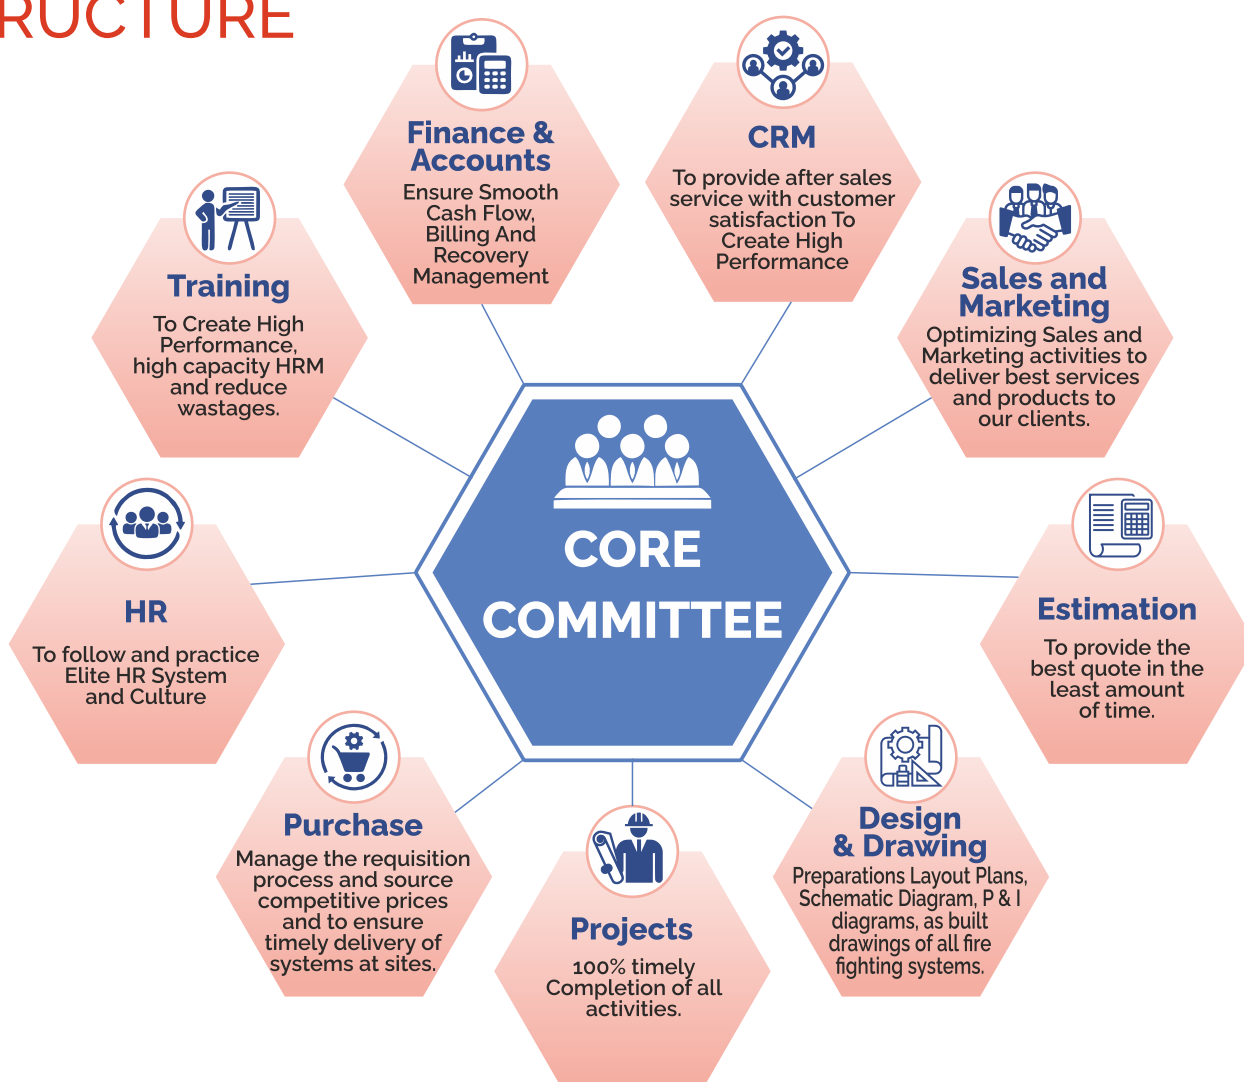 RUCTURE
Finance &
Accounts
Ensure Smooth
Cash Flow,
Billing And
Recovery
Management
CRM
To provide after sales
service with customer
satisfaction To
Create High
Performance
Training
To Create High
Performance,
high capacity HRM
and reduce
wastages.
Sales and
Marketing
Optimizing Sales and
Marketing activities to
deliver best services
and products to
our clients.
CORE
COMMITTEE
HR
To follow and practice
Elite HR System
and Culture
Estimation
To provide the
best quote in the
least amount
of time.
Purchase
Manage the requisition
process and source
competitive prices
and to ensure
timely delivery of
systems at sites.
Projects
100% timely
Completion of all
activities.
Design
& Drawing
Preparations Layout Plans,
Schematic Diagram, P & I
diagrams, as built
drawings of all fire
fighting systems.